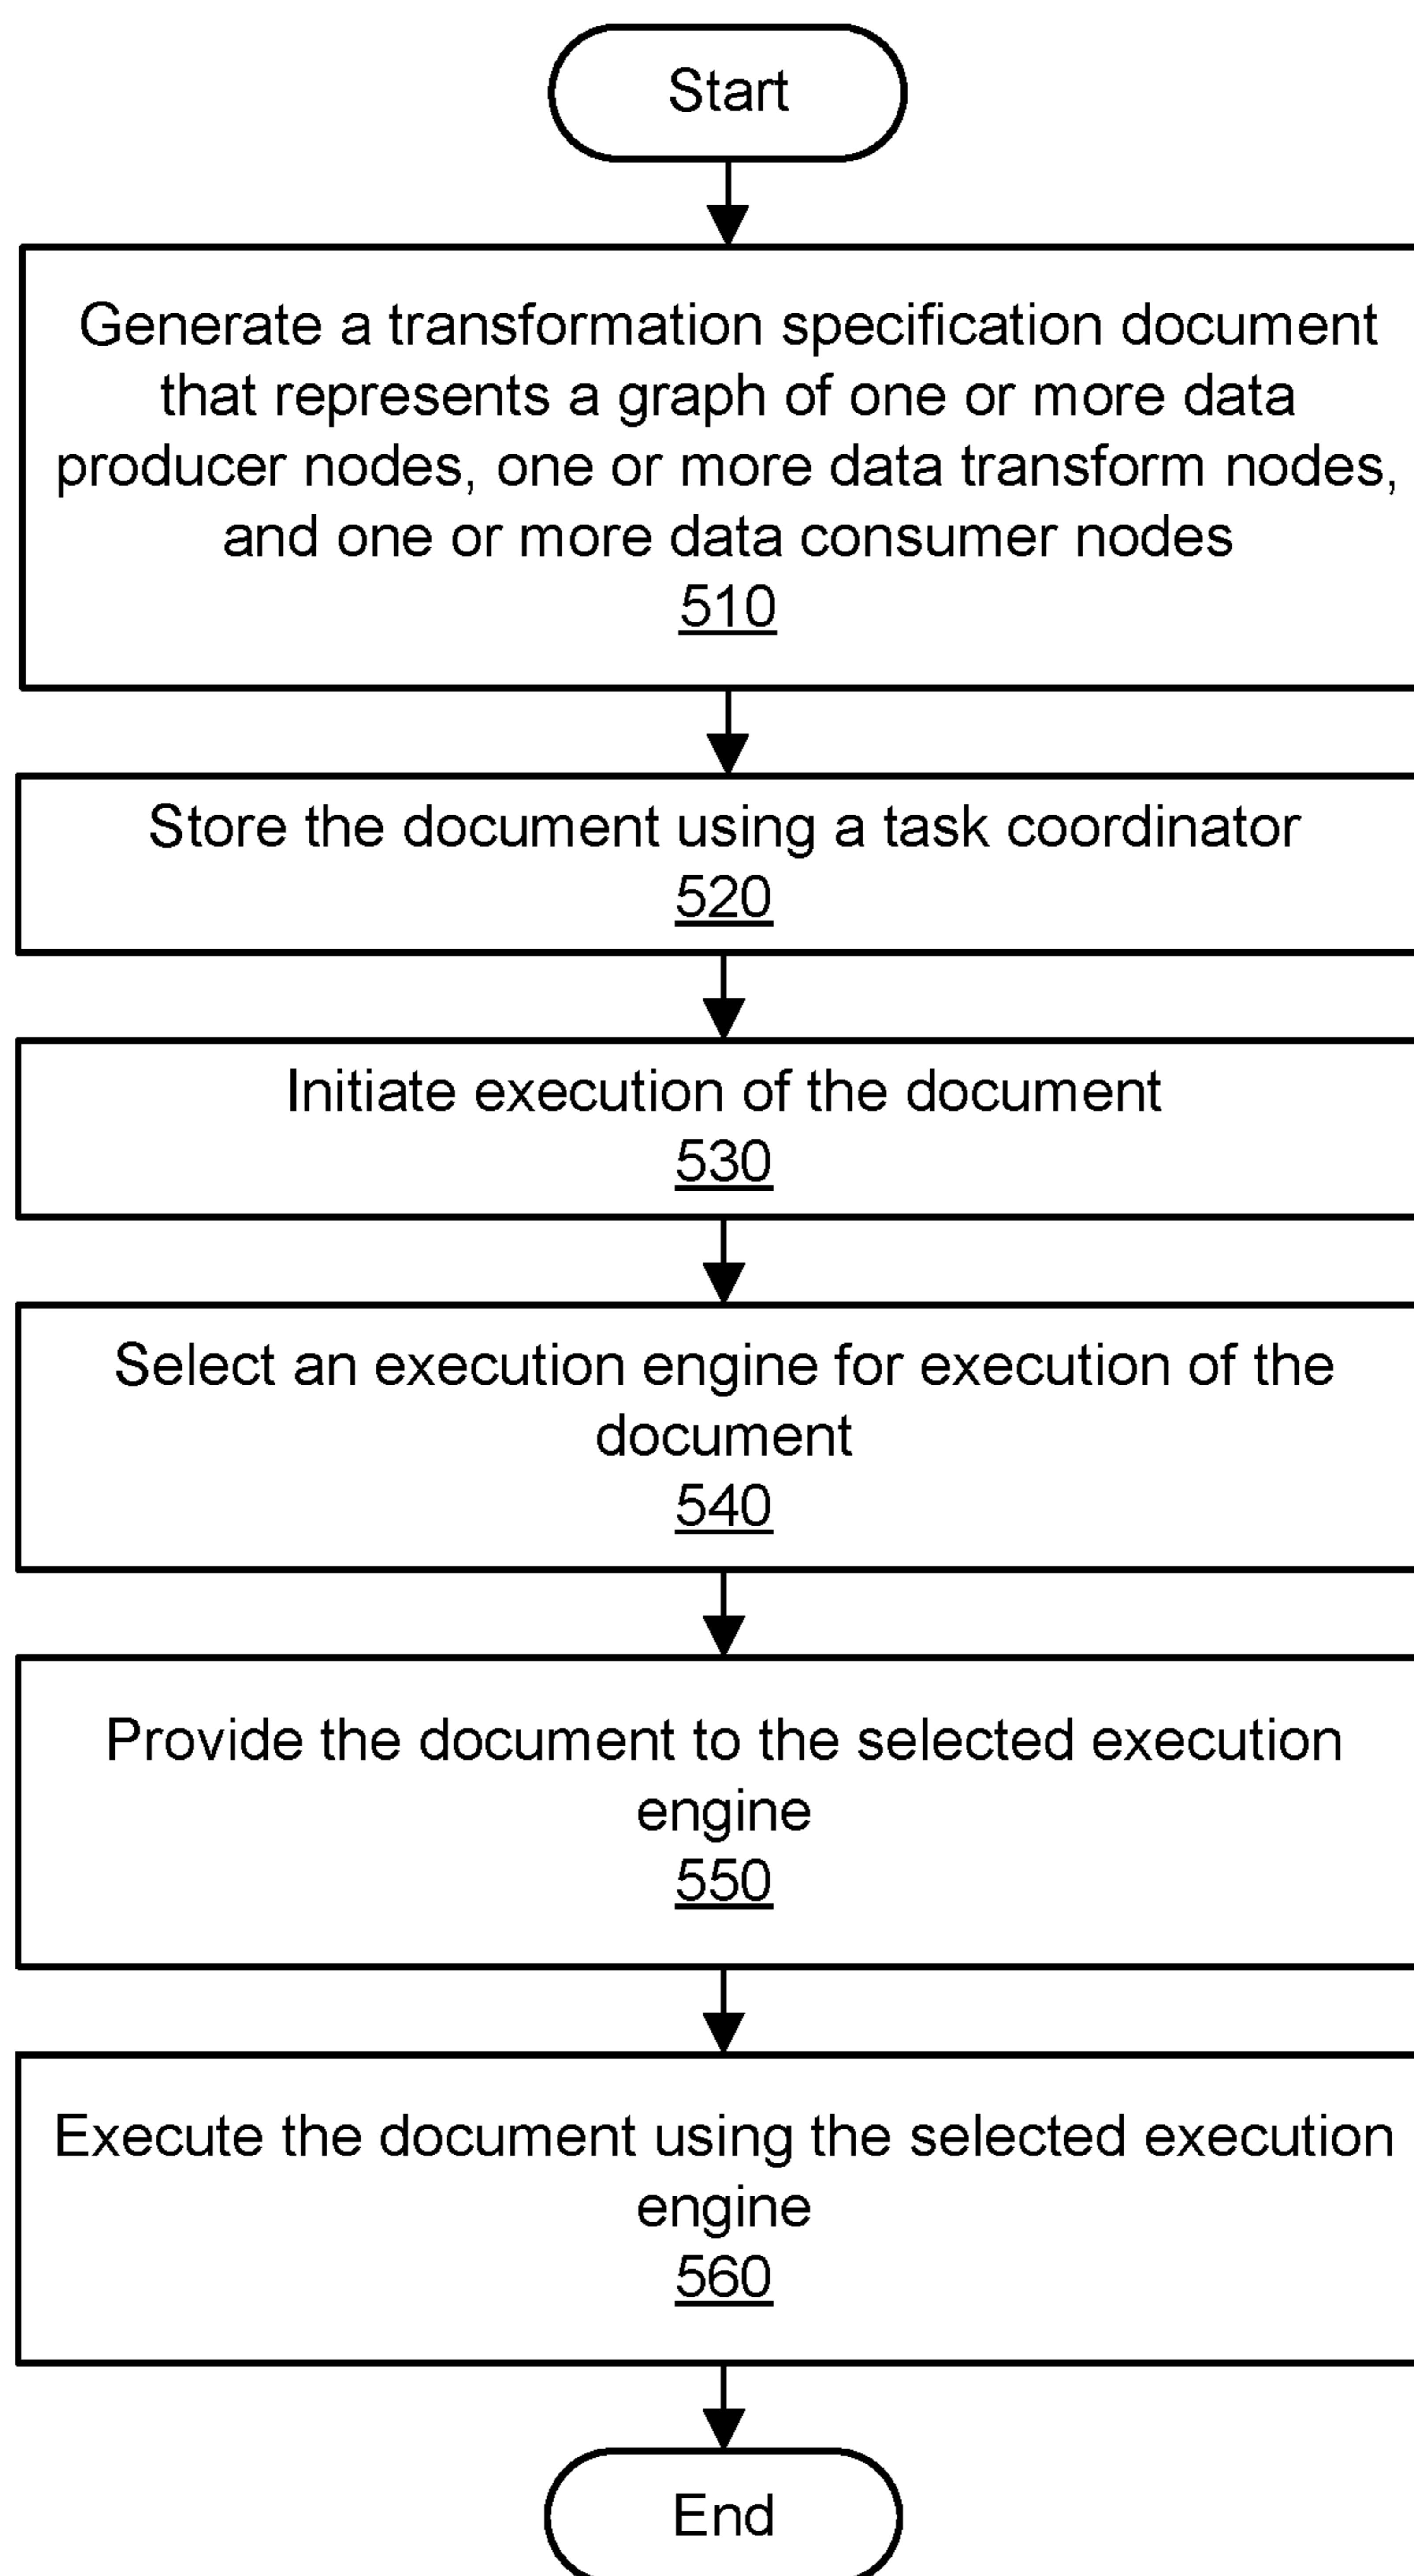 Start
Generate a transformation specification document
that represents a graph of one or more data
producer nodes, one or more data transform nodes,
and one or more data consumer nodes
510
Store the document using a task coordinator
520
Initiate execution of the document
530
Select an execution engine for execution of the
document
540
Provide the document to the selected execution
engine
550
Execute the document using the selected execution
engine
560
End